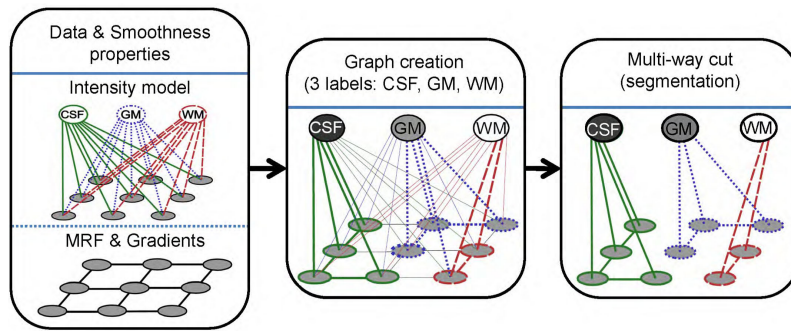 Data & Smoothness
properties
Intensity model
CSF GM WM
MRF & Gradients
Graph creation
(3 labels: CSF, GM, WM)
CSF GM WM
Multi-way cut
(segmentation)
CSF GM WM